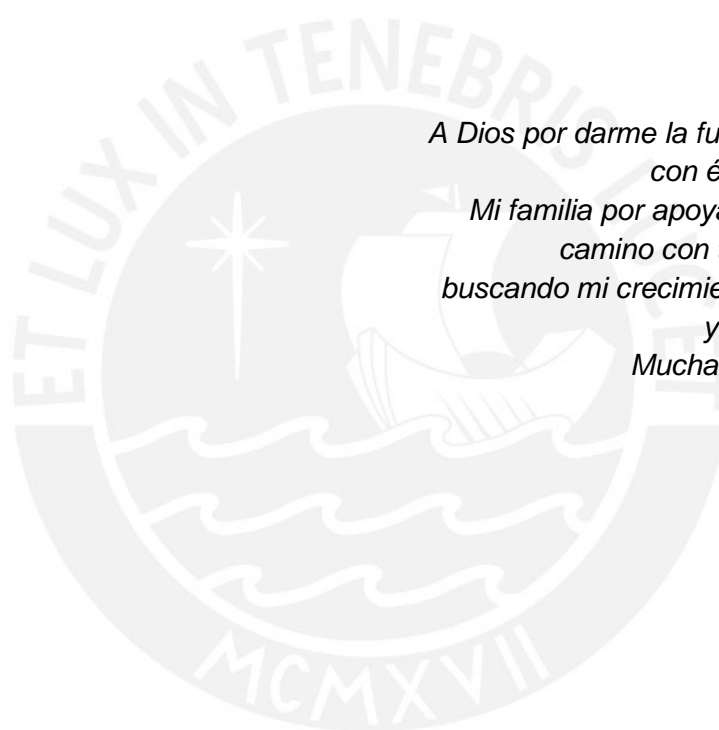 ET LUX IN TENEBRIS LUCET
A Dios por darme la fu
con é
Mi familia por apoya
camino con
buscando mi crecimie
y
Mucha
MCMXVII